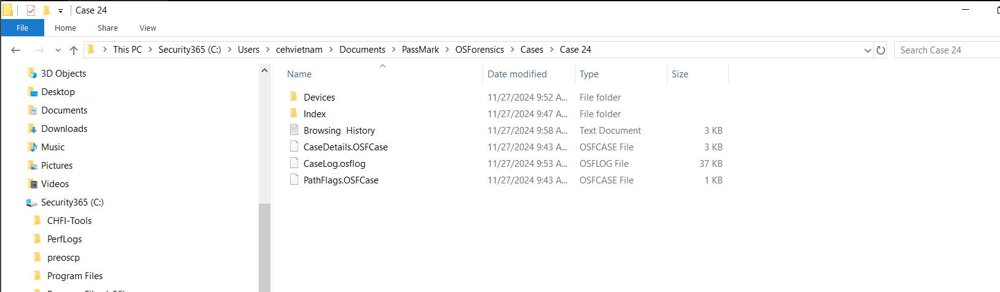 Case 24
File Home Share View
This PC Security365 (C:) Users cehvietnam Documents PassMark OSForensics Cases Case 24 Search Case 24
3D Objects
Desktop
Documents
Downloads
Music
Pictures
Videos
Security365 (C:)
CHFI-Tools
PerfLogs
preoscp
Program Files
Name Date modified Type Size
Devices 11/27/2024 9:52 A... File folder
Index 11/27/2024 9:47 A... File folder
Browsing  History 11/27/2024 9:58 A... Text Document 3 KB
CaseDetails.OSFCase 11/27/2024 9:43 A... OSFCASE File 3 KB
CaseLog.osflog 11/27/2024 9:53 A... OSFLOG File 37 KB
PathFlags.OSFCase 11/27/2024 9:43 A... OSFCASE File 1 KB